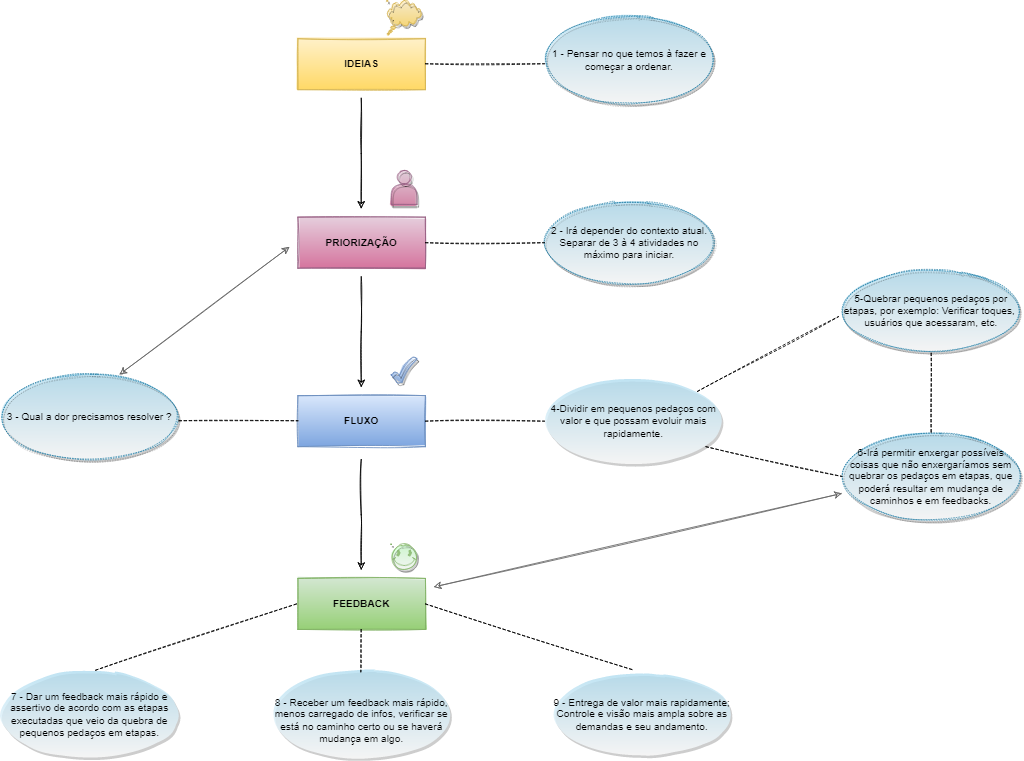 IDEIAS
1 - Pensar no que temos à fazer e
começar a ordenar.
PRIORIZAÇÃO
2 - Irá depender do contexto atual.
Separar de 3 à 4 atividades no
máximo para iniciar.
5-Quebrar pequenos pedaços por
etapas, por exemplo: Verificar toques,
usuários que acessaram, etc.
3 - Qual a dor precisamos resolver ?
FLUXO
4-Dividir em pequenos pedaços com
valor e que possam evoluir mais
rapidamente.
6-Irá permitir enxergar possíveis
coisas que não enxergaríamos sem
quebrar os pedaços em etapas, que
poderá resultar em mudança de
caminhos e em feedbacks.
FEEDBACK
7 - Dar um feedback mais rápido e
assertivo de acordo com as etapas
executadas que veio da quebra de
pequenos pedaços em etapas.
8 - Receber um feedback mais rápido,
menos carregado de infos, verificar se
está no caminho certo ou se haverá
mudança em algo.
9 - Entrega de valor mais rapidamente;
Controle e visão mais ampla sobre as
demandas e seu andamento.